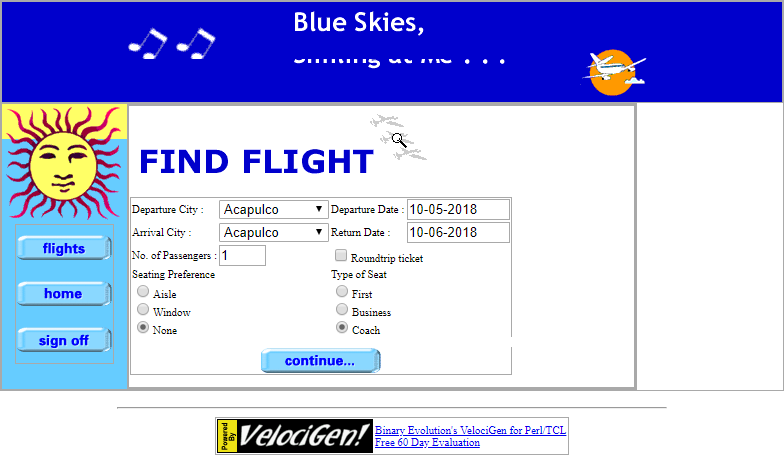 Blue Skies,
Smiling at Me . . .
FIND FLIGHT
Departure City : Acapulco Departure Date : 10-05-2018
Arrival City : Acapulco Return Date : 10-06-2018
No. of Passengers : 1 Roundtrip ticket
Seating Preference Type of Seat
Aisle First
Window Business
None Coach
continue...
flights
home
sign off
Powered By VelociGen! Binary Evolution's VelociGen for Perl/TCL
Free 60 Day Evaluation